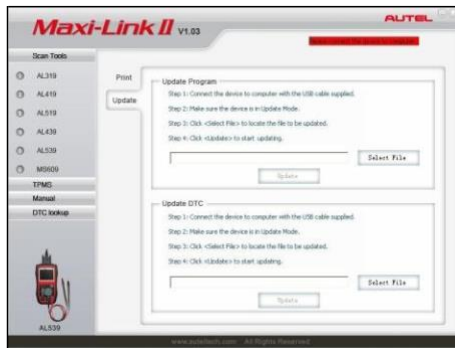 Maxi-Link II V1.03
AUTEL
Please connect the device to computer!
Scan Tools
AL319
AL419
AL519
AL439
AL539
MS609
TPMS
Manual
DTC lookup
AL539
Print
Update
Update Program
Step 1: Connect the device to computer with the USB cable supplied.
Step 2: Make sure the device is in Update Mode.
Step 3: Click <Select File> to locate the file to be updated.
Step 4: Click <Update> to start updating.
Select File
Update
Update DTC
Step 1: Connect the device to computer with the USB cable supplied.
Step 2: Make sure the device is in Update Mode.
Step 3: Click <Select File> to locate the file to be updated.
Step 4: Click <Update> to start updating.
Select File
Update
www.auteltech.com All Rights Reserved